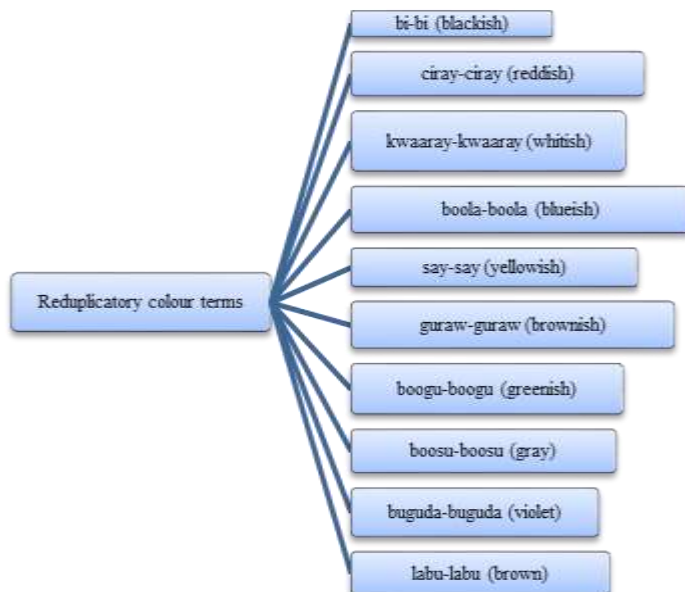 Reduplicatory colour terms
bi-bi (blackish)
ciray-ciray (reddish)
kwaaray-kwaaray (whitish)
boola-boola (blueish)
say-say (yellowish)
guraw-guraw (brownish)
boogu-boogu (greenish)
boosu-boosu (gray)
buguda-buguda (violet)
labu-labu (brown)